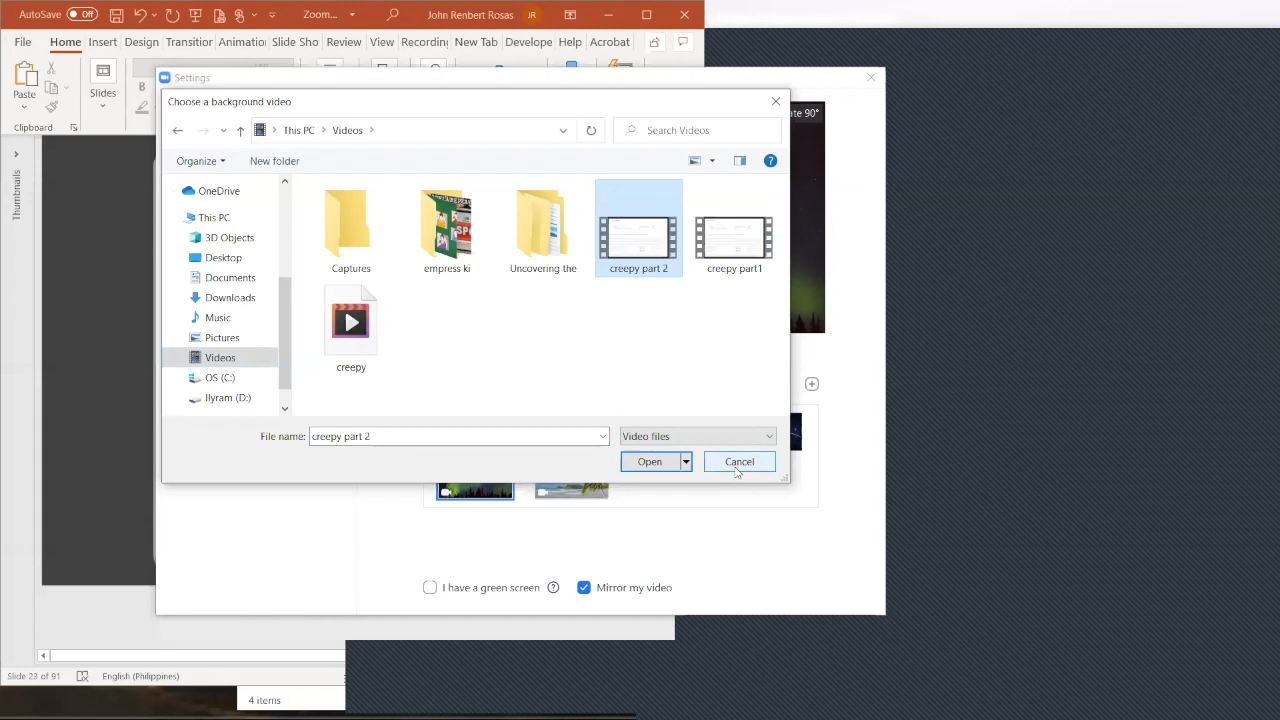 AutoSave Off Zoom... John Renbert Rosas JR
File Home Insert Design Transition Animation Slide Sho Review View Recording New Tab Develope Help Acrobat
Paste
Slides
B
Clipboard
Thumbnails
Settings
Choose a background video
ate 90°
This PC Videos
Search Videos
Organize New folder
OneDrive
This PC
3D Objects
Desktop
Documents
Downloads
Music
Pictures
Videos
OS (C:)
Ilyram (D:)
Captures
empress ki
Uncovering the
creepy part 2
creepy part1
creepy
File name: creepy part 2
Video files
Open
Cancel
I have a green screen
Mirror my video
Slide 23 of 91 English (Philippines)
4 items